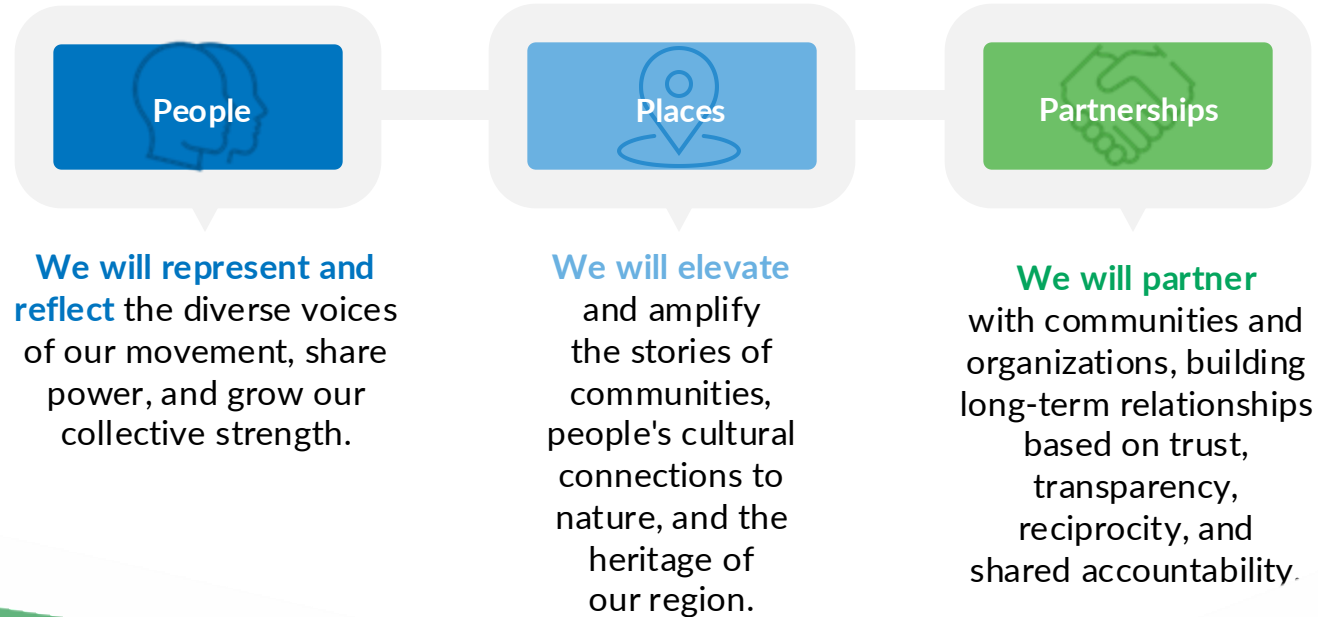 People
We will represent and
reflect the diverse voices
of our movement, share
power, and grow our
collective strength.
Places
We will elevate
and amplify
the stories of
communities,
people's cultural
connections to
nature, and the
heritage of
our region.
Partnerships
We will partner
with communities and
organizations, building
long-term relationships
based on trust,
transparency,
reciprocity, and
shared accountability.